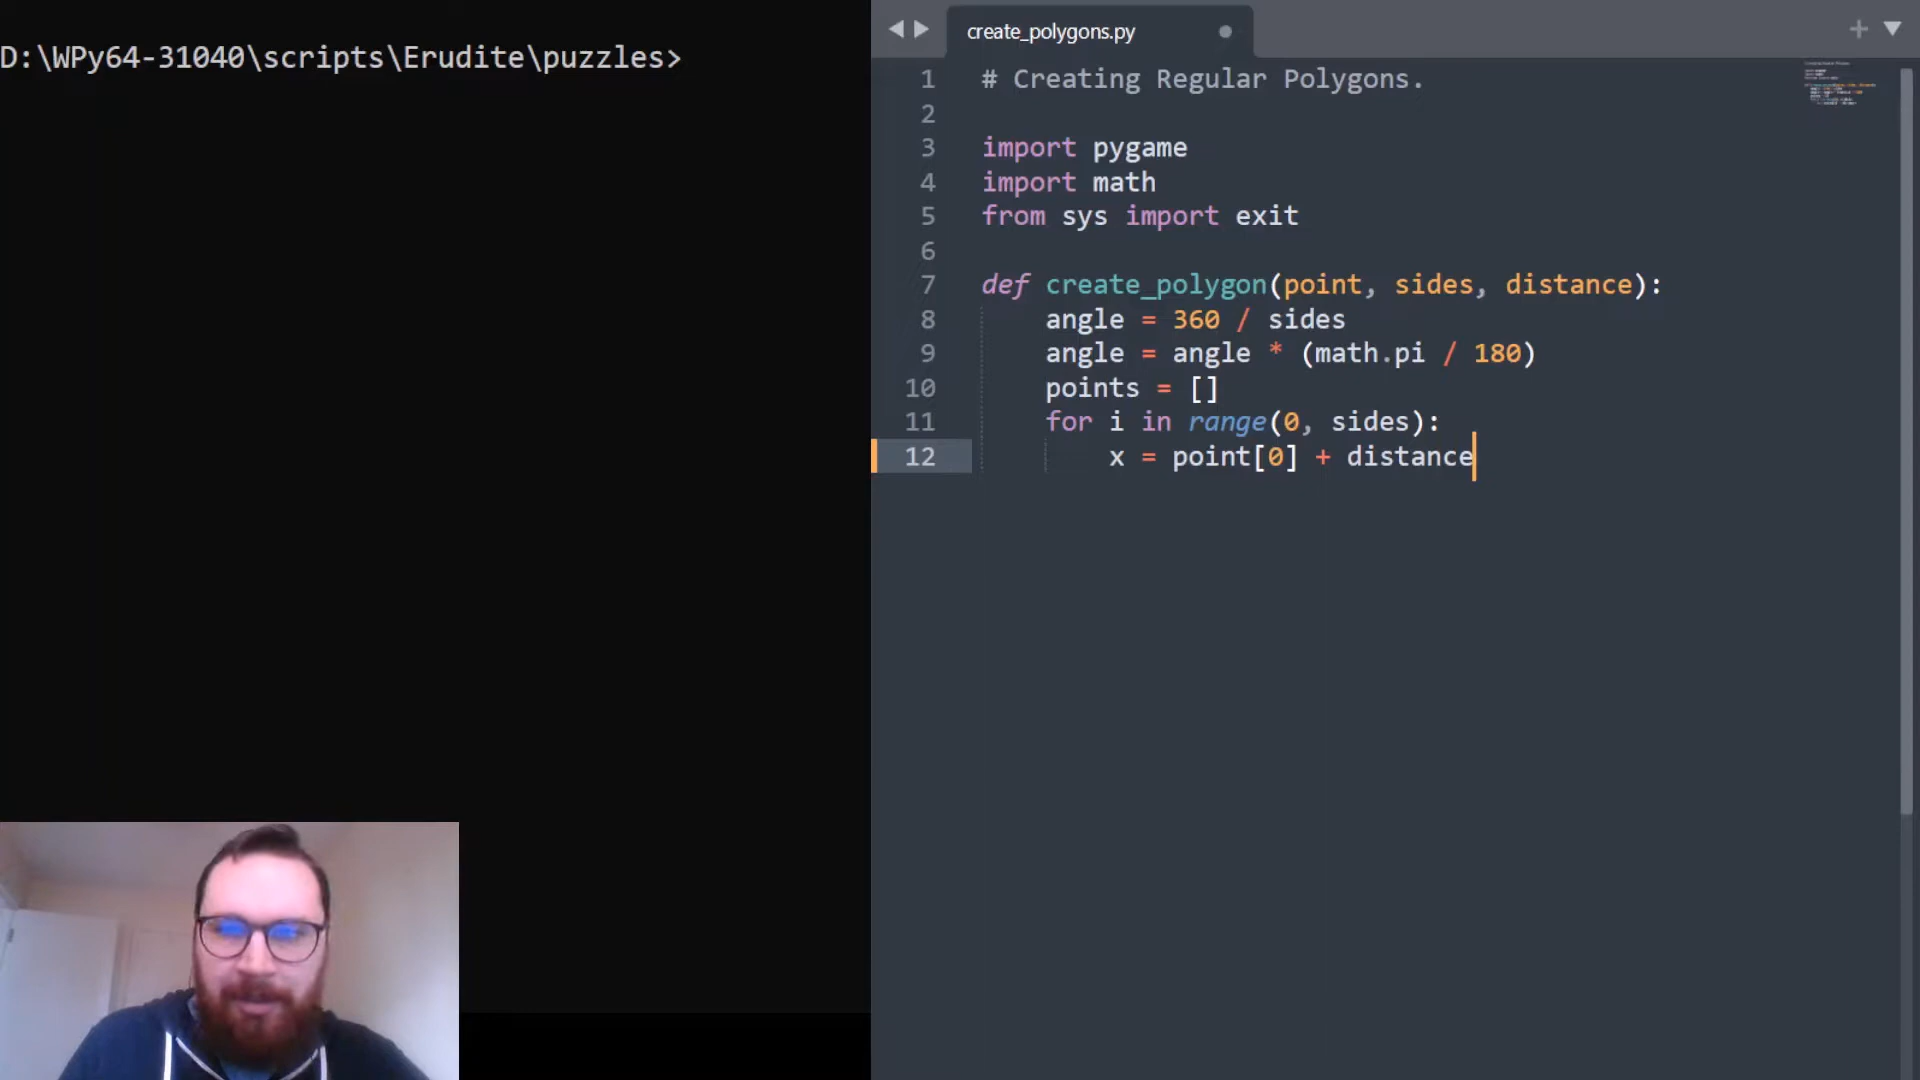 D:\WPy64-31040\scripts\Erudite\puzzles>
create_polygons.py
1 # Creating Regular Polygons.
2
3 import pygame
4 import math
5 from sys import exit
6
7 def create_polygon(point, sides, distance):
8 angle = 360 / sides
9 angle = angle * (math.pi / 180)
10 points = []
11 for i in range(0, sides):
12 x = point[0] + distance